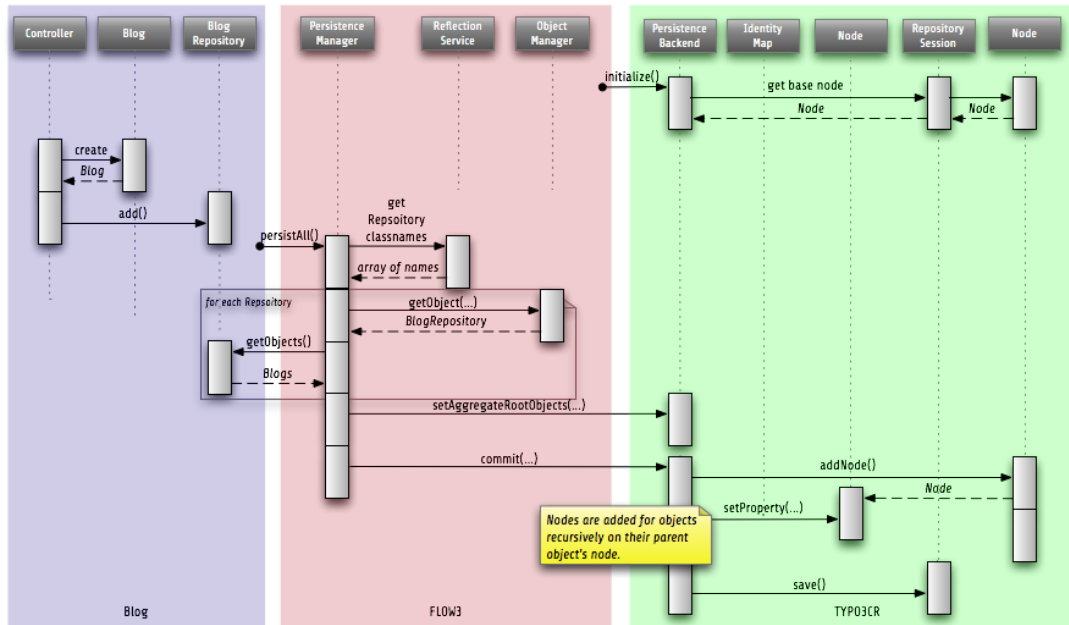 Controller
Blog
Blog
Repository
Persistence
Manager
Reflection
Service
Object
Manager
Persistence
Backend
Identity
Map
Node
Repository
Session
Node
initialize()
get base node
Node
Node
create
Blog
add()
get
Repsoitory
classnames
persistAll()
array of names
for each Repsoitory
getObject(...)
BlogRepository
getObjects()
Blogs
setAggregateRootObjects(...)
commit(...)
addNode()
Node
setProperty(...)
Nodes are added for objects
recursively on their parent
object's node.
save()
Blog
FLOW3
TYPO3CR